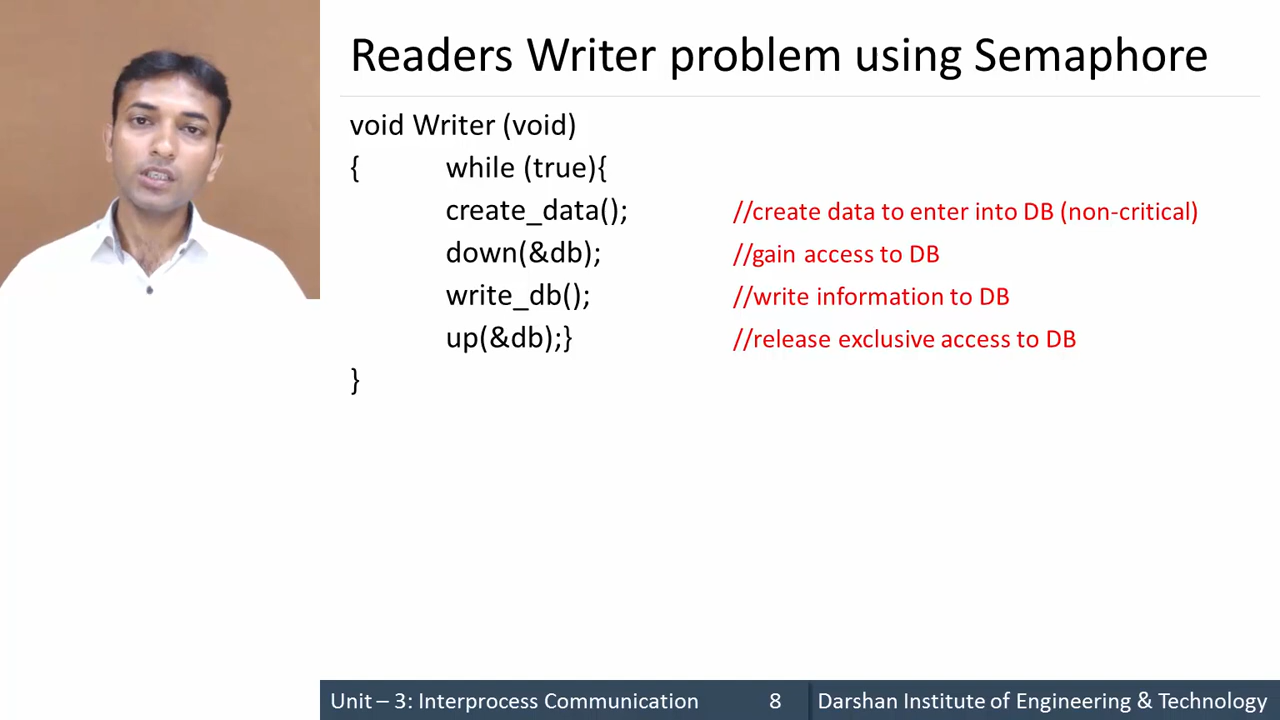 Readers Writer problem using Semaphore
void Writer (void)
{ while (true){
create_data(); //create data to enter into DB (non-critical)
down(&db); //gain access to DB
write_db(); //write information to DB
up(&db);} //release exclusive access to DB
}
Unit – 3: Interprocess Communication 8 Darshan Institute of Engineering & Technology